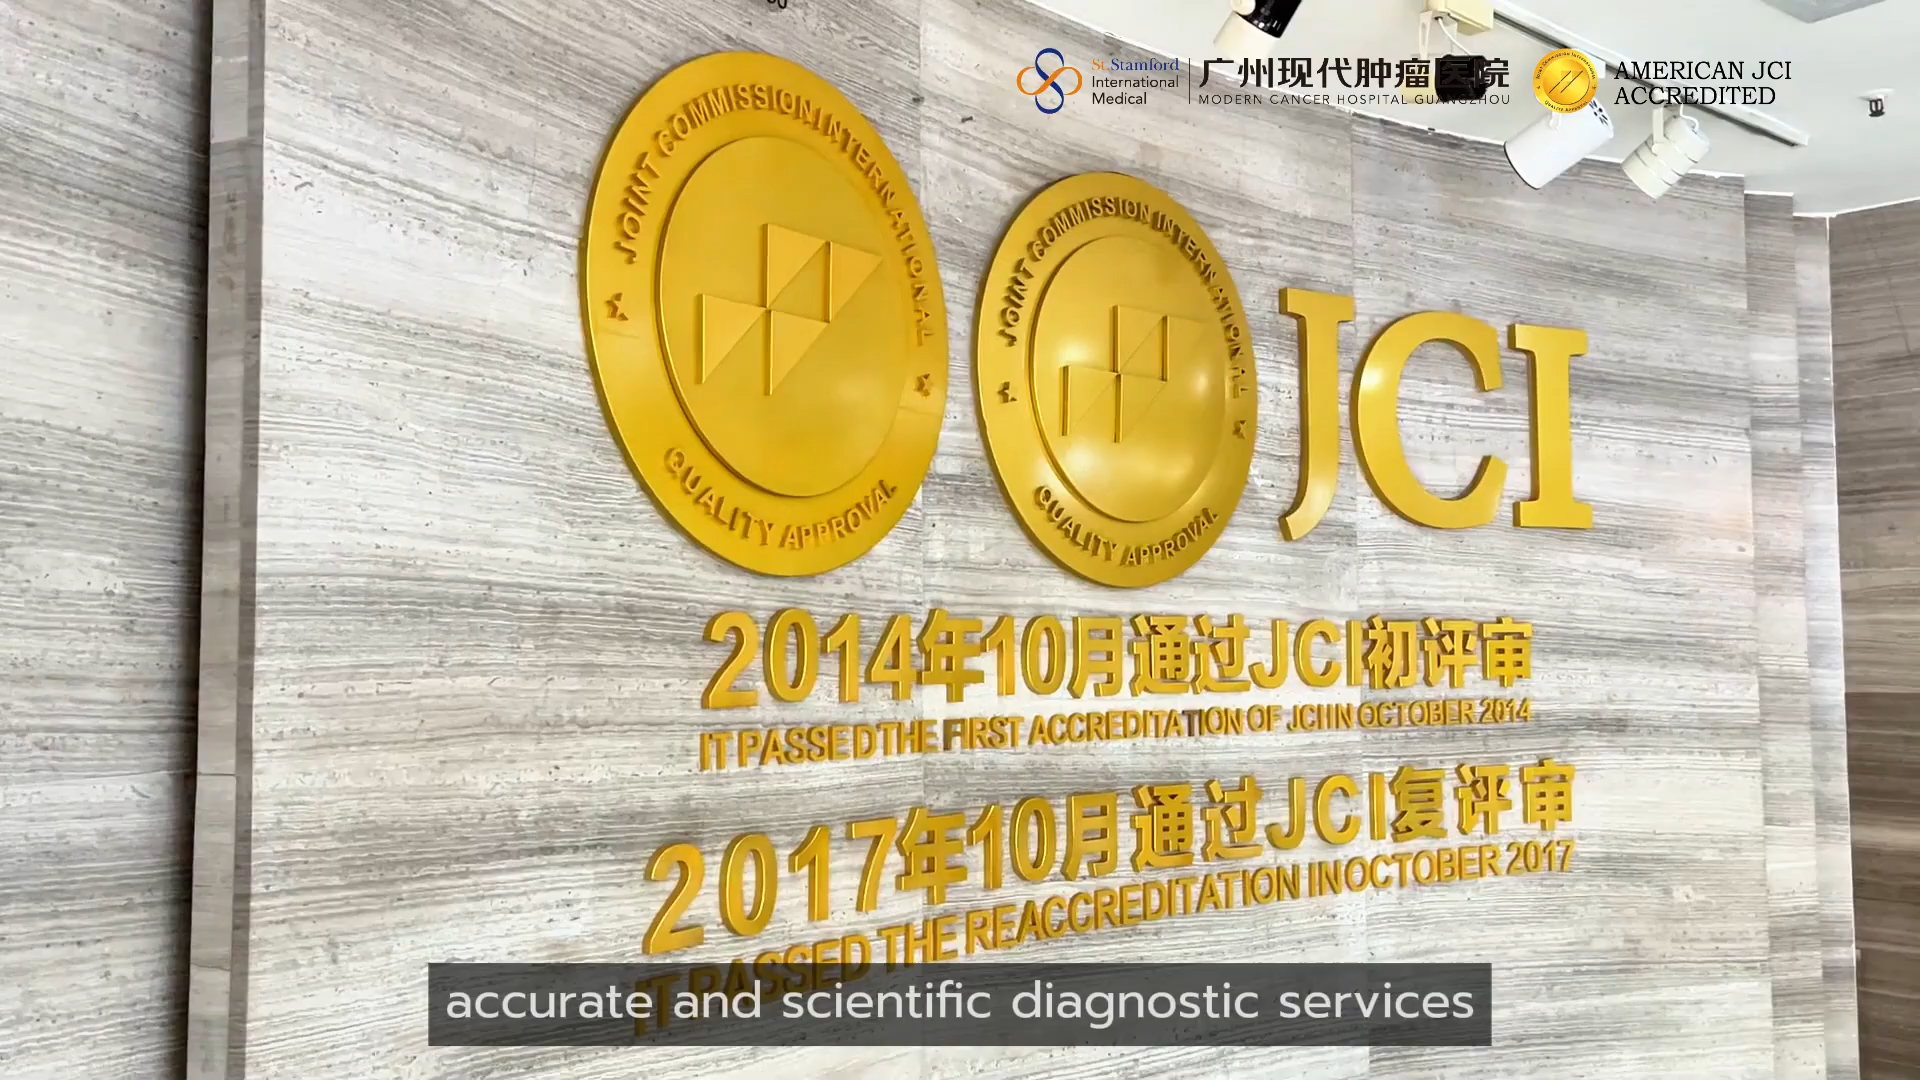 St.Stamford
International
Medical
广州现代肿瘤医院
MODERN CANCER HOSPITAL GUANGZHOU
AMERICAN JCI
ACCREDITED
JOINT COMMISSION INTERNATIONAL
QUALITY APPROVAL
JOINT COMMISSION INTERNATIONAL
QUALITY APPROVAL
JCI
2014年10月通过JCI初评审
IT PASSED THE FIRST ACCREDITATION OF JCI IN OCTOBER 2014
2017年10月通过JCI复评审
IT PASSED THE REACCREDITATION IN OCTOBER 2017
accurate and scientific diagnostic services